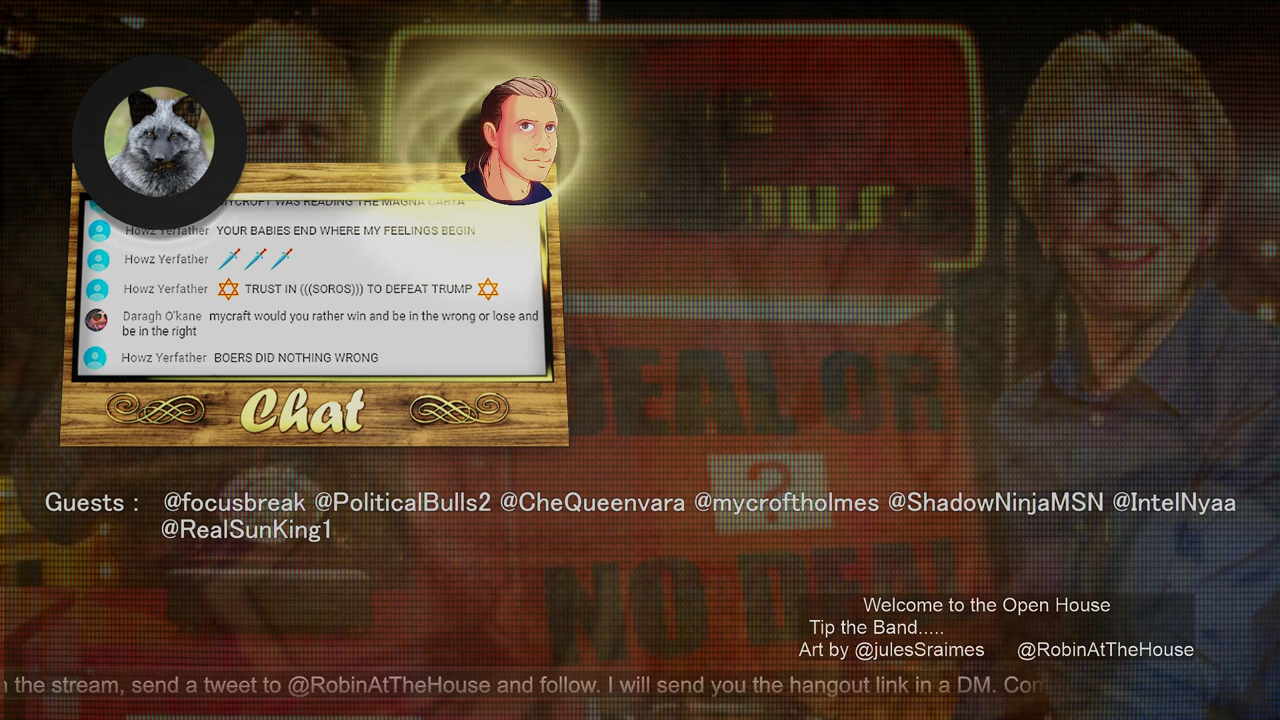 MYCROFT WAS READING THE MAGNA CARTA
Howz Yerfather YOUR BABIES END WHERE MY FEELINGS BEGIN
Howz Yerfather
Howz Yerfather TRUST IN (((SOROS))) TO DEFEAT TRUMP
Daragh O'kane mycraft would you rather win and be in the wrong or lose and
be in the right
Howz Yerfather BOERS DID NOTHING WRONG
Chat
DEAL OR
?
NO DEAL
Guests : @focusbreak @PoliticalBulls2 @CheQueenvara @mycroftholmes @ShadowNinjaMSN @IntelNyaa
@RealSunKing1
Welcome to the Open House
Tip the Band.....
Art by @julesSraimes @RobinAtTheHouse
the stream, send a tweet to @RobinAtTheHouse and follow. I will send you the hangout link in a DM.